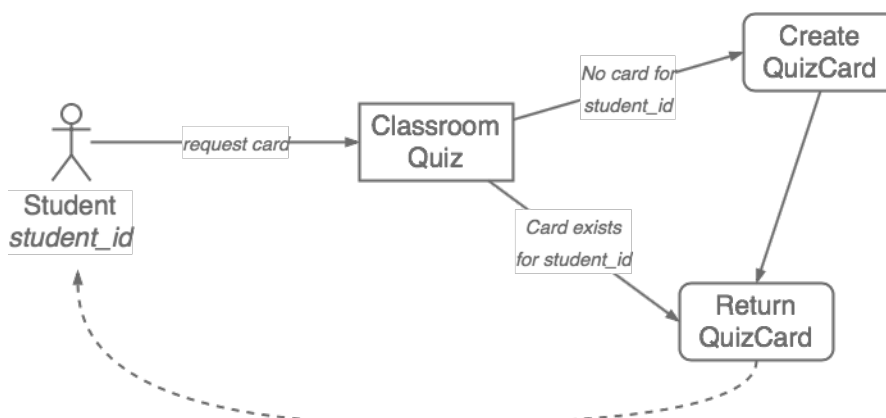 Create
QuizCard
No card for
student_id
Classroom
Quiz
request card
Student
student_id
Card exists
for student_id
Return
QuizCard